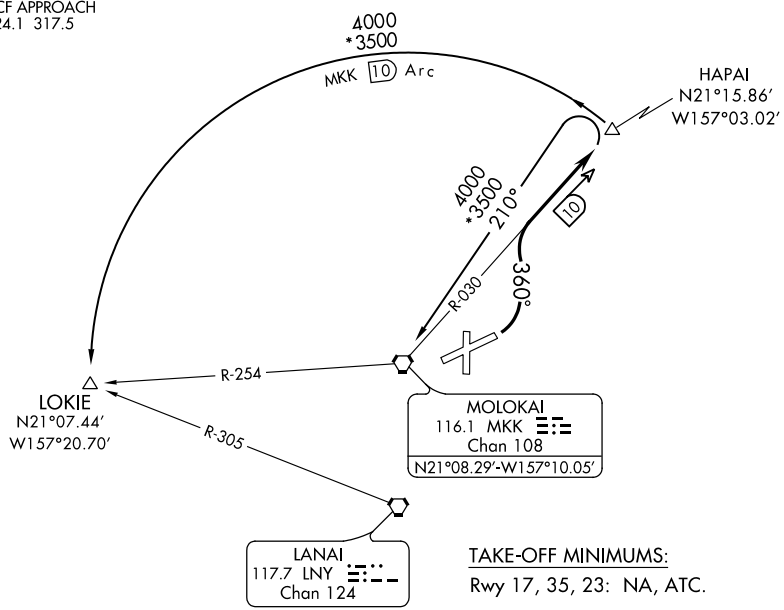 CF APPROACH
24.1 317.5
4000
*3500
MKK 10 Arc
HAPAI
N21°15.86'
W157°03.02'
4000
*3500
210°
10
R-030
360°
R-254
LOKIE
N21°07.44'
W157°20.70'
R-305
MOLOKAI
116.1 MKK
Chan 108
N21°08.29'-W157°10.05'
LANAI
117.7 LNY
Chan 124
TAKE-OFF MINIMUMS:
Rwy 17, 35, 23: NA, ATC.